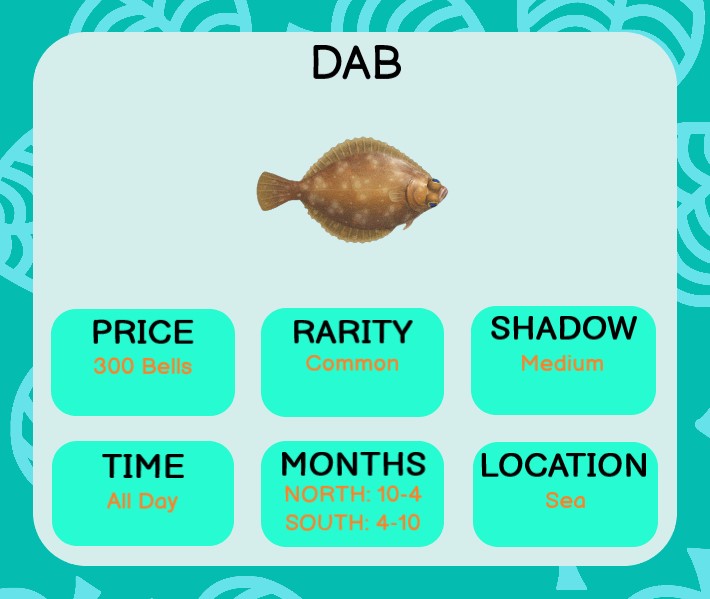 DAB
PRICE
300 Bells
RARITY
Common
SHADOW
Medium
TIME
All Day
MONTHS
NORTH: 10-4
SOUTH: 4-10
LOCATION
Sea